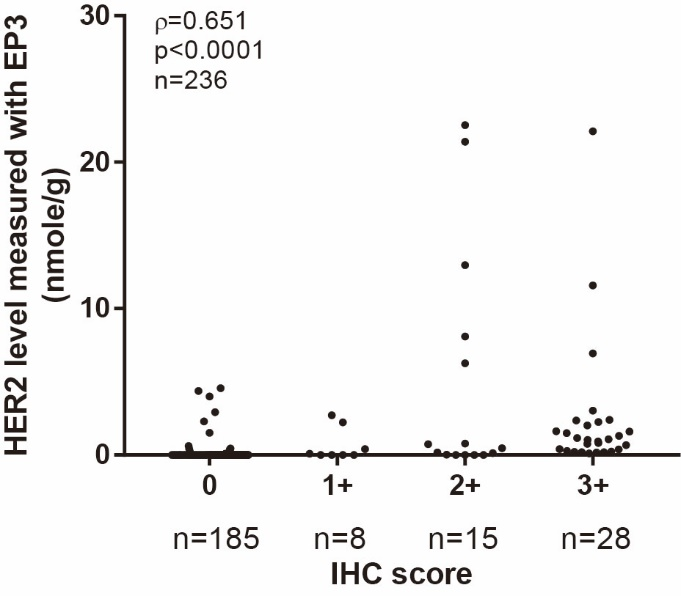 HER2 level measured with EP3
(nmole/g)
30
20
10
0
ρ=0.651
p<0.0001
n=236
0 1+ 2+ 3+
n=185 n=8 n=15 n=28
IHC score